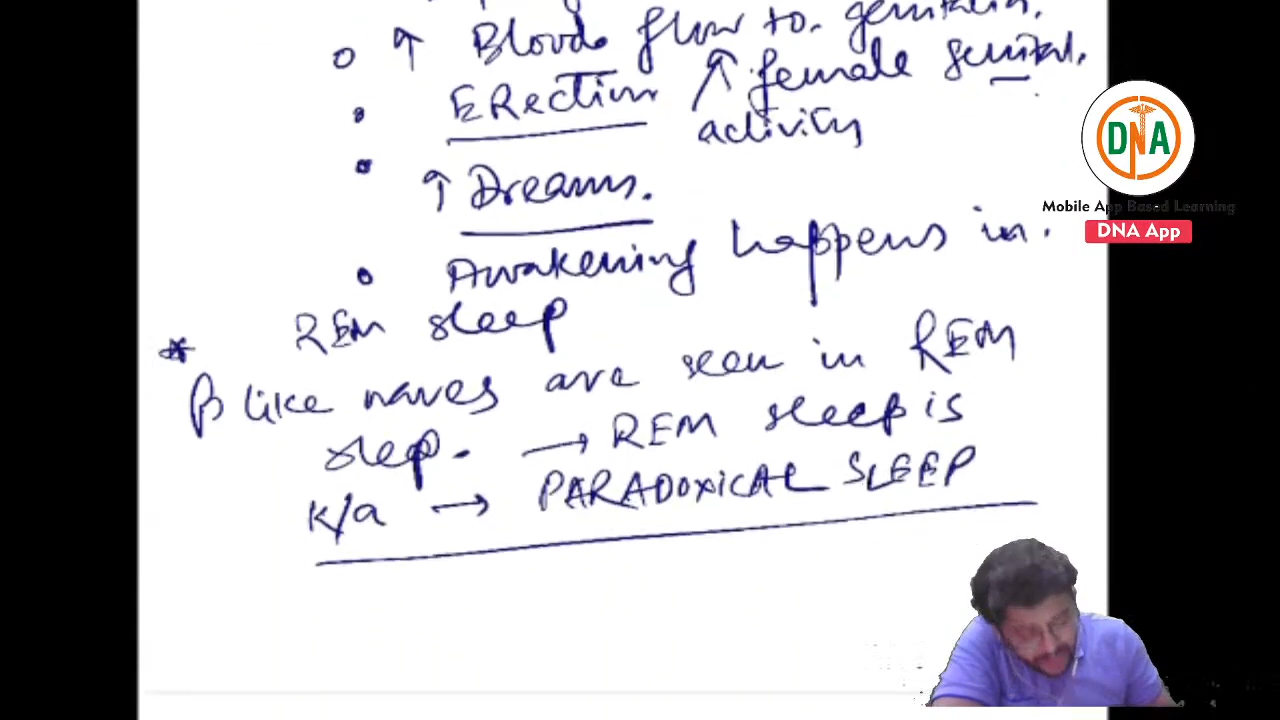 ○ ↑ Blood flow to. genitalia.
• ERection ↑ female genital.
activity
• ↑ Dreams.
• Awakening happens in.
REM sleep
* β like waves are seen in REM
sleep. → REM sleep is
K/a → PARADOXICAL SLEEP
DNA
Mobile App Based Learning
DNA App